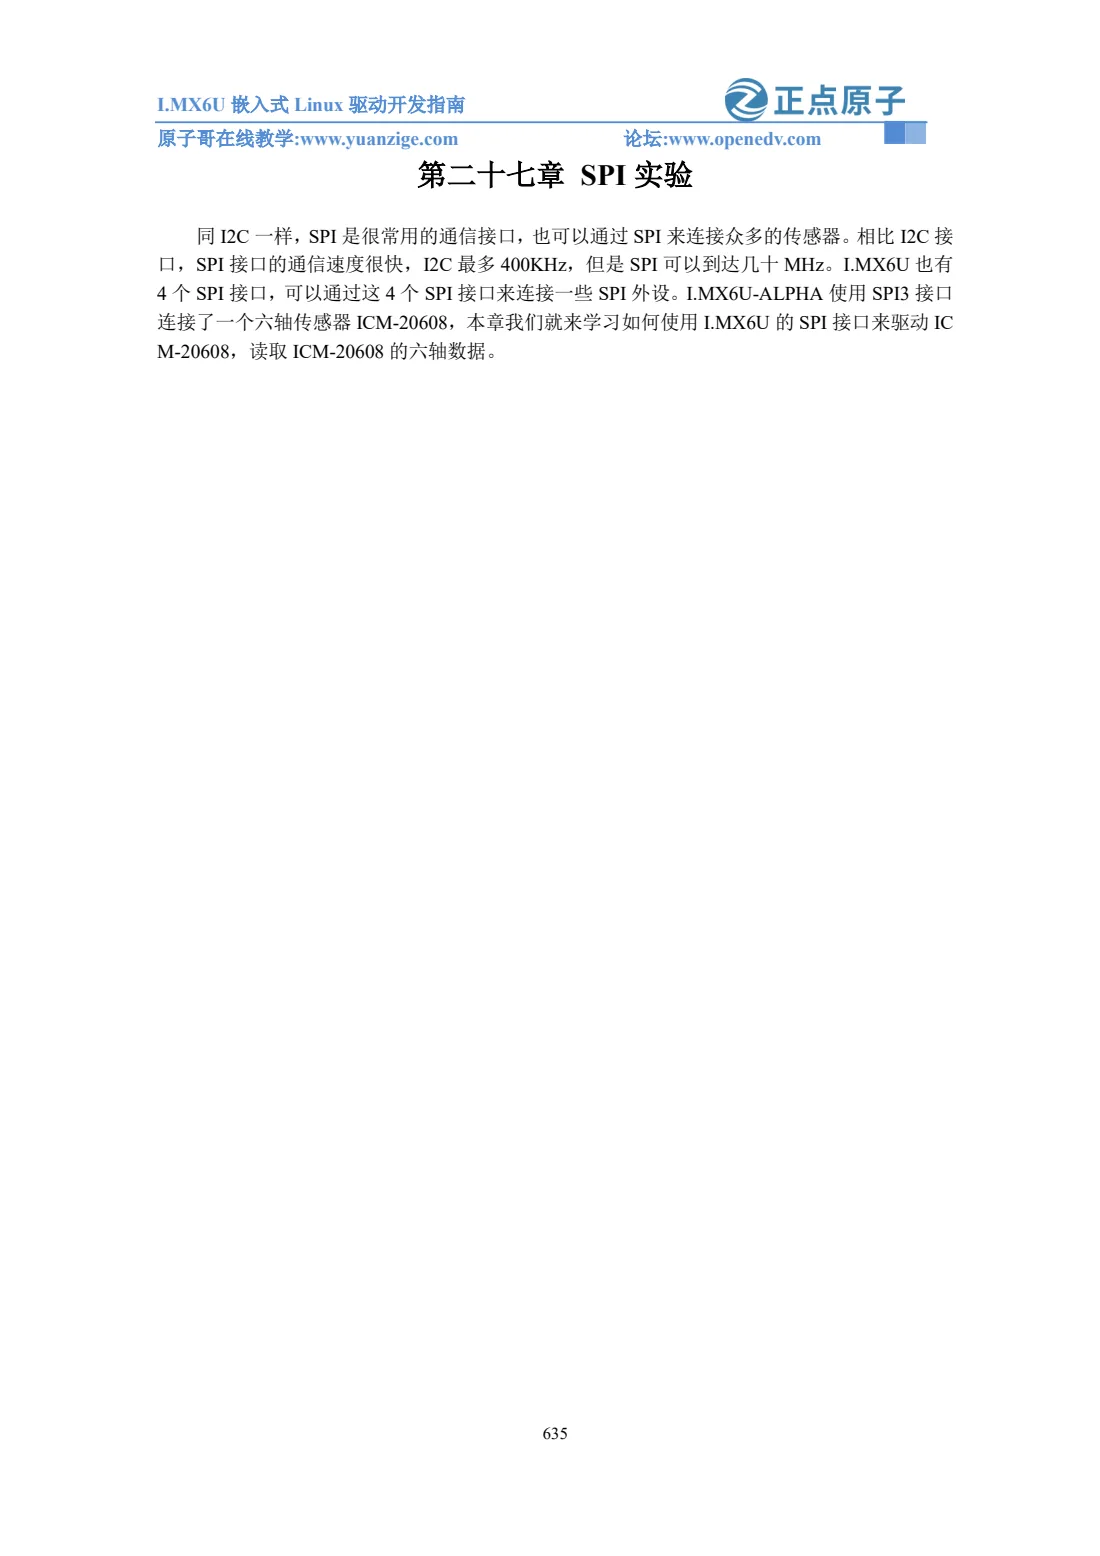 I.MX6U 嵌入式 Linux 驱动开发指南
正点原子
原子哥在线教学:www.yuanzige.com 论坛:www.openedv.com
第二十七章 SPI 实验
同 I2C 一样，SPI 是很常用的通信接口，也可以通过 SPI 来连接众多的传感器。相比 I2C 接
口，SPI 接口的通信速度很快，I2C 最多 400KHz，但是 SPI 可以到达几十 MHz。I.MX6U 也有
4 个 SPI 接口，可以通过这 4 个 SPI 接口来连接一些 SPI 外设。I.MX6U-ALPHA 使用 SPI3 接口
连接了一个六轴传感器 ICM-20608，本章我们就来学习如何使用 I.MX6U 的 SPI 接口来驱动 IC
M-20608，读取 ICM-20608 的六轴数据。
635